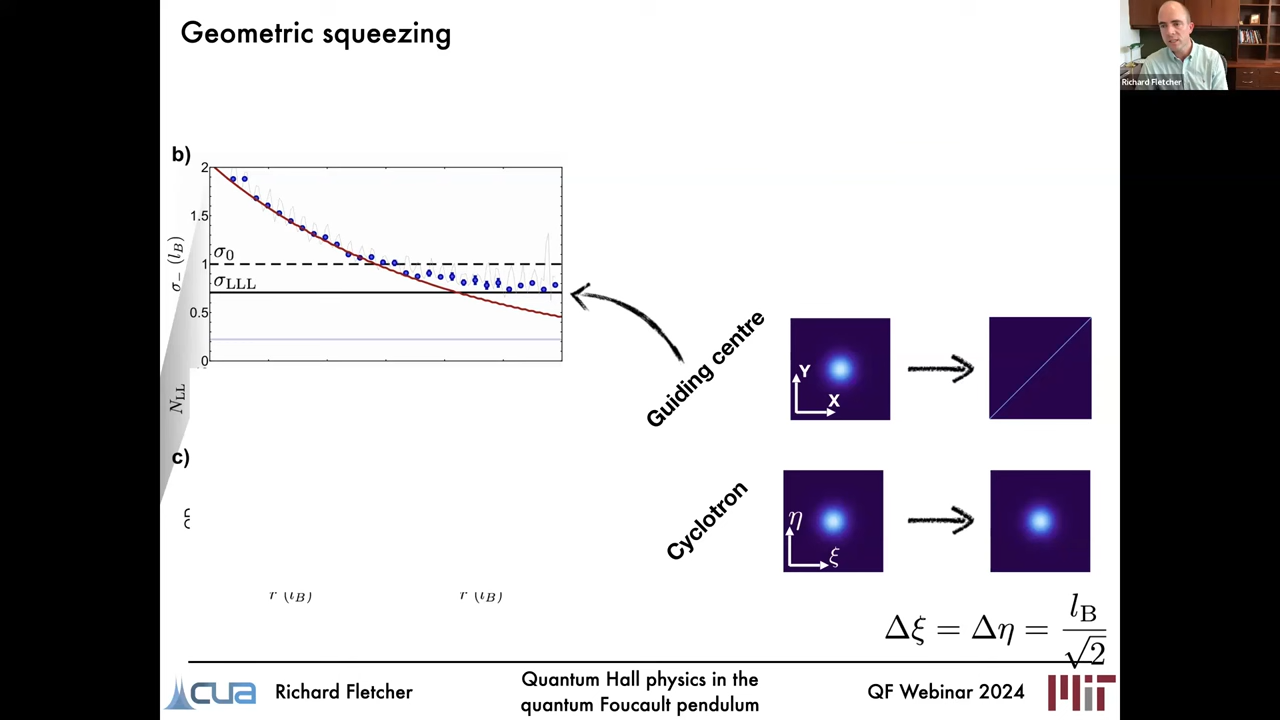 Geometric squeezing
Richard Fletcher
b)
2
1.5
1
0.5
0
σ₋ (l_B)
σ₀
σ_LLL
N_LL
c)
r (l_B)
r (l_B)
Guiding centre
Y
X
Cyclotron
η
ξ
Δξ = Δη = l_B/√2
CUA
Richard Fletcher
Quantum Hall physics in the
quantum Foucault pendulum
QF Webinar 2024
MIT